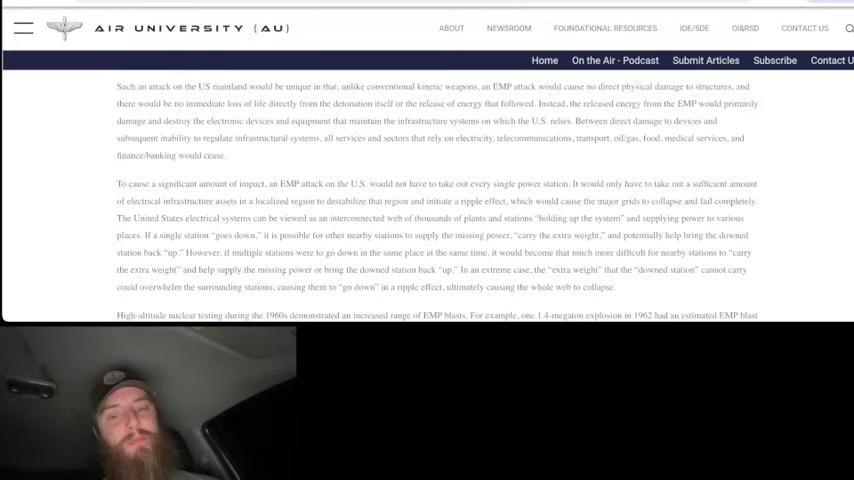 AIR UNIVERSITY (AU)
ABOUT NEWSROOM FOUNDATIONAL RESOURCES IDE/SDE OI&RSD CONTACT US
Home On the Air - Podcast Submit Articles Subscribe Contact U
Such an attack on the US mainland would be unique in that, unlike conventional kinetic weapons, an EMP attack would cause no direct physical damage to structures, and
there would be no immediate loss of life directly from the detonation itself or the release of energy that followed. Instead, the released energy from the EMP would primarily
damage and destroy the electronic devices and equipment that maintain the infrastructure systems on which the U.S. relies. Between direct damage to devices and
subsequent inability to regulate infrastructural systems, all services and sectors that rely on electricity, telecommunications, transport, oil/gas, food, medical services, and
finance/banking would cease.
To cause a significant amount of impact, an EMP attack on the U.S. would not have to take out every single power station. It would only have to take out a sufficient amount
of electrical infrastructure assets in a localized region to destabilize that region and initiate a ripple effect, which would cause the major grids to collapse and fail completely.
The United States electrical systems can be viewed as an interconnected web of thousands of plants and stations “holding up the system” and supplying power to various
places. If a single station “goes down,” it is possible for other nearby stations to supply the missing power, “carry the extra weight,” and potentially help bring the downed
station back “up.” However, if multiple stations were to go down in the same place at the same time, it would become that much more difficult for nearby stations to “carry
the extra weight” and help supply the missing power or bring the downed station back “up.” In an extreme case, the “extra weight” that the “downed station” cannot carry
could overwhelm the surrounding stations, causing them to “go down” in a ripple effect, ultimately causing the whole web to collapse.
High-altitude nuclear testing during the 1960s demonstrated an increased range of EMP blasts. For example, one 1.4-megaton explosion in 1962 had an estimated EMP blast